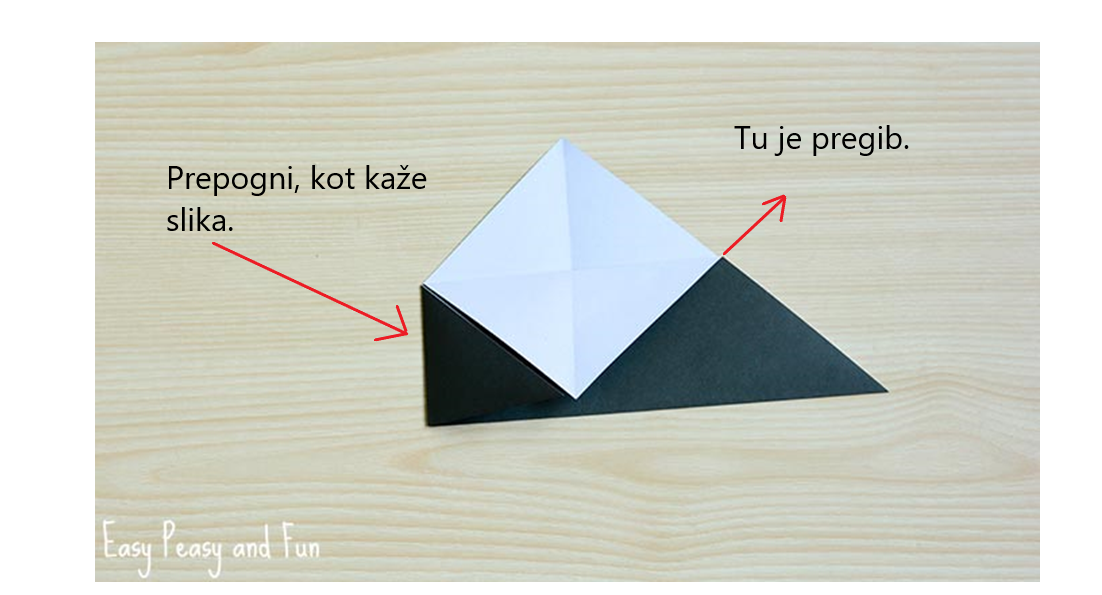 Tu je pregib.
Prepogni, kot kaže
slika.
Easy Peasy and Fun